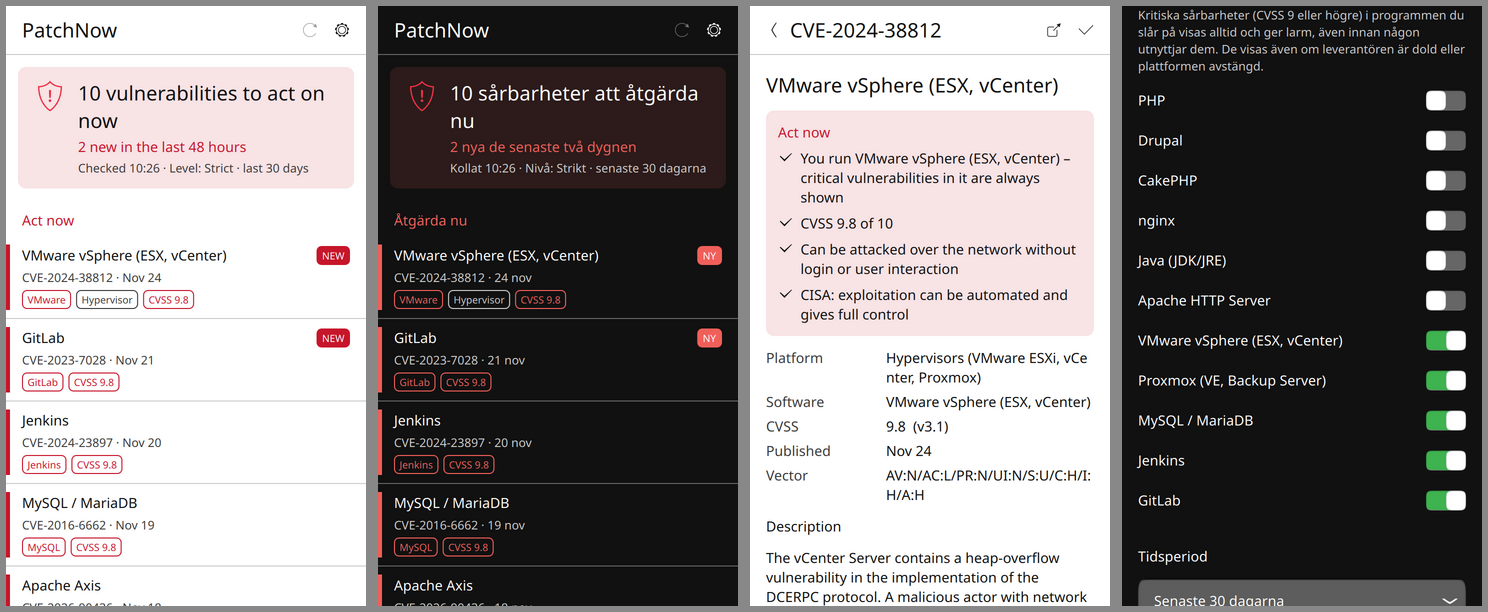 PatchNow
10 vulnerabilities to act on
now
2 new in the last 48 hours
Checked 10:26 · Level: Strict · last 30 days
Act now
VMware vSphere (ESX, vCenter)
NEW
CVE-2024-38812 · Nov 24
VMware
Hypervisor
CVSS 9.8
GitLab
NEW
CVE-2023-7028 · Nov 21
GitLab
CVSS 9.8
Jenkins
CVE-2024-23897 · Nov 20
Jenkins
CVSS 9.8
MySQL / MariaDB
CVE-2016-6662 · Nov 19
MySQL
CVSS 9.8
Apache Axis
PatchNow
10 sårbarheter att åtgärda
nu
2 nya de senaste två dygnen
Kollat 10:26 · Nivå: Strikt · senaste 30 dagarna
Åtgärda nu
VMware vSphere (ESX, vCenter)
NY
CVE-2024-38812 · 24 nov
VMware
Hypervisor
CVSS 9.8
GitLab
NY
CVE-2023-7028 · 21 nov
GitLab
CVSS 9.8
Jenkins
CVE-2024-23897 · 20 nov
Jenkins
CVSS 9.8
MySQL / MariaDB
CVE-2016-6662 · 19 nov
MySQL
CVSS 9.8
Apache Axis
CVE-2024-38812
VMware vSphere (ESX, vCenter)
Act now
You run VMware vSphere (ESX, vCenter) –
critical vulnerabilities in it are always
shown
CVSS 9.8 of 10
Can be attacked over the network without
login or user interaction
CISA: exploitation can be automated and
gives full control
Platform
Hypervisors (VMware ESXi, vCe
nter, Proxmox)
Software
VMware vSphere (ESX, vCenter)
CVSS
9.8 (v3.1)
Published
Nov 24
Vector
AV:N/AC:L/PR:N/UI:N/S:U/C:H/I:
H/A:H
Description
The vCenter Server contains a heap-overflow
vulnerability in the implementation of the
DCERPC protocol. A malicious actor with network
Kritiska sårbarheter (CVSS 9 eller högre) i programmen du
slår på visas alltid och ger larm, även innan någon
utnyttjar dem. De visas även om leverantören är dold eller
plattformen avstängd.
PHP
Drupal
CakePHP
nginx
Java (JDK/JRE)
Apache HTTP Server
VMware vSphere (ESX, vCenter)
Proxmox (VE, Backup Server)
MySQL / MariaDB
Jenkins
GitLab
Tidsperiod
Senaste 30 dagarna